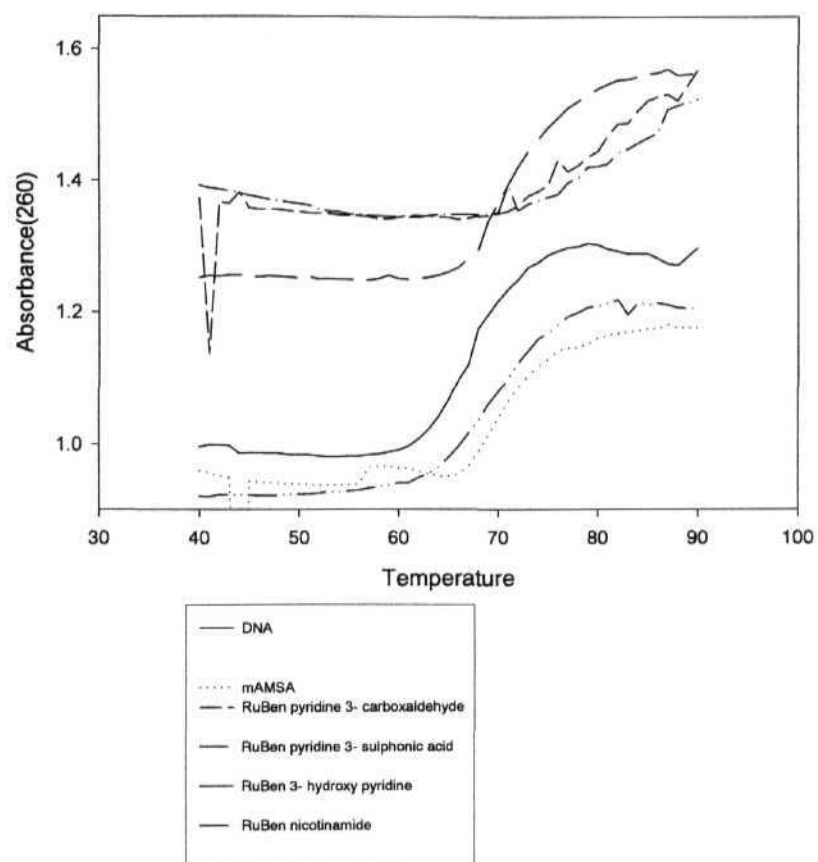 1.6
1.4
1.2
1.0
Absorbance(260)
30 40 50 60 70 80 90 100
Temperature
DNA
mAMSA
RuBen pyridine 3- carboxaldehyde
RuBen pyridine 3- sulphonic acid
RuBen 3- hydroxy pyridine
RuBen nicotinamide